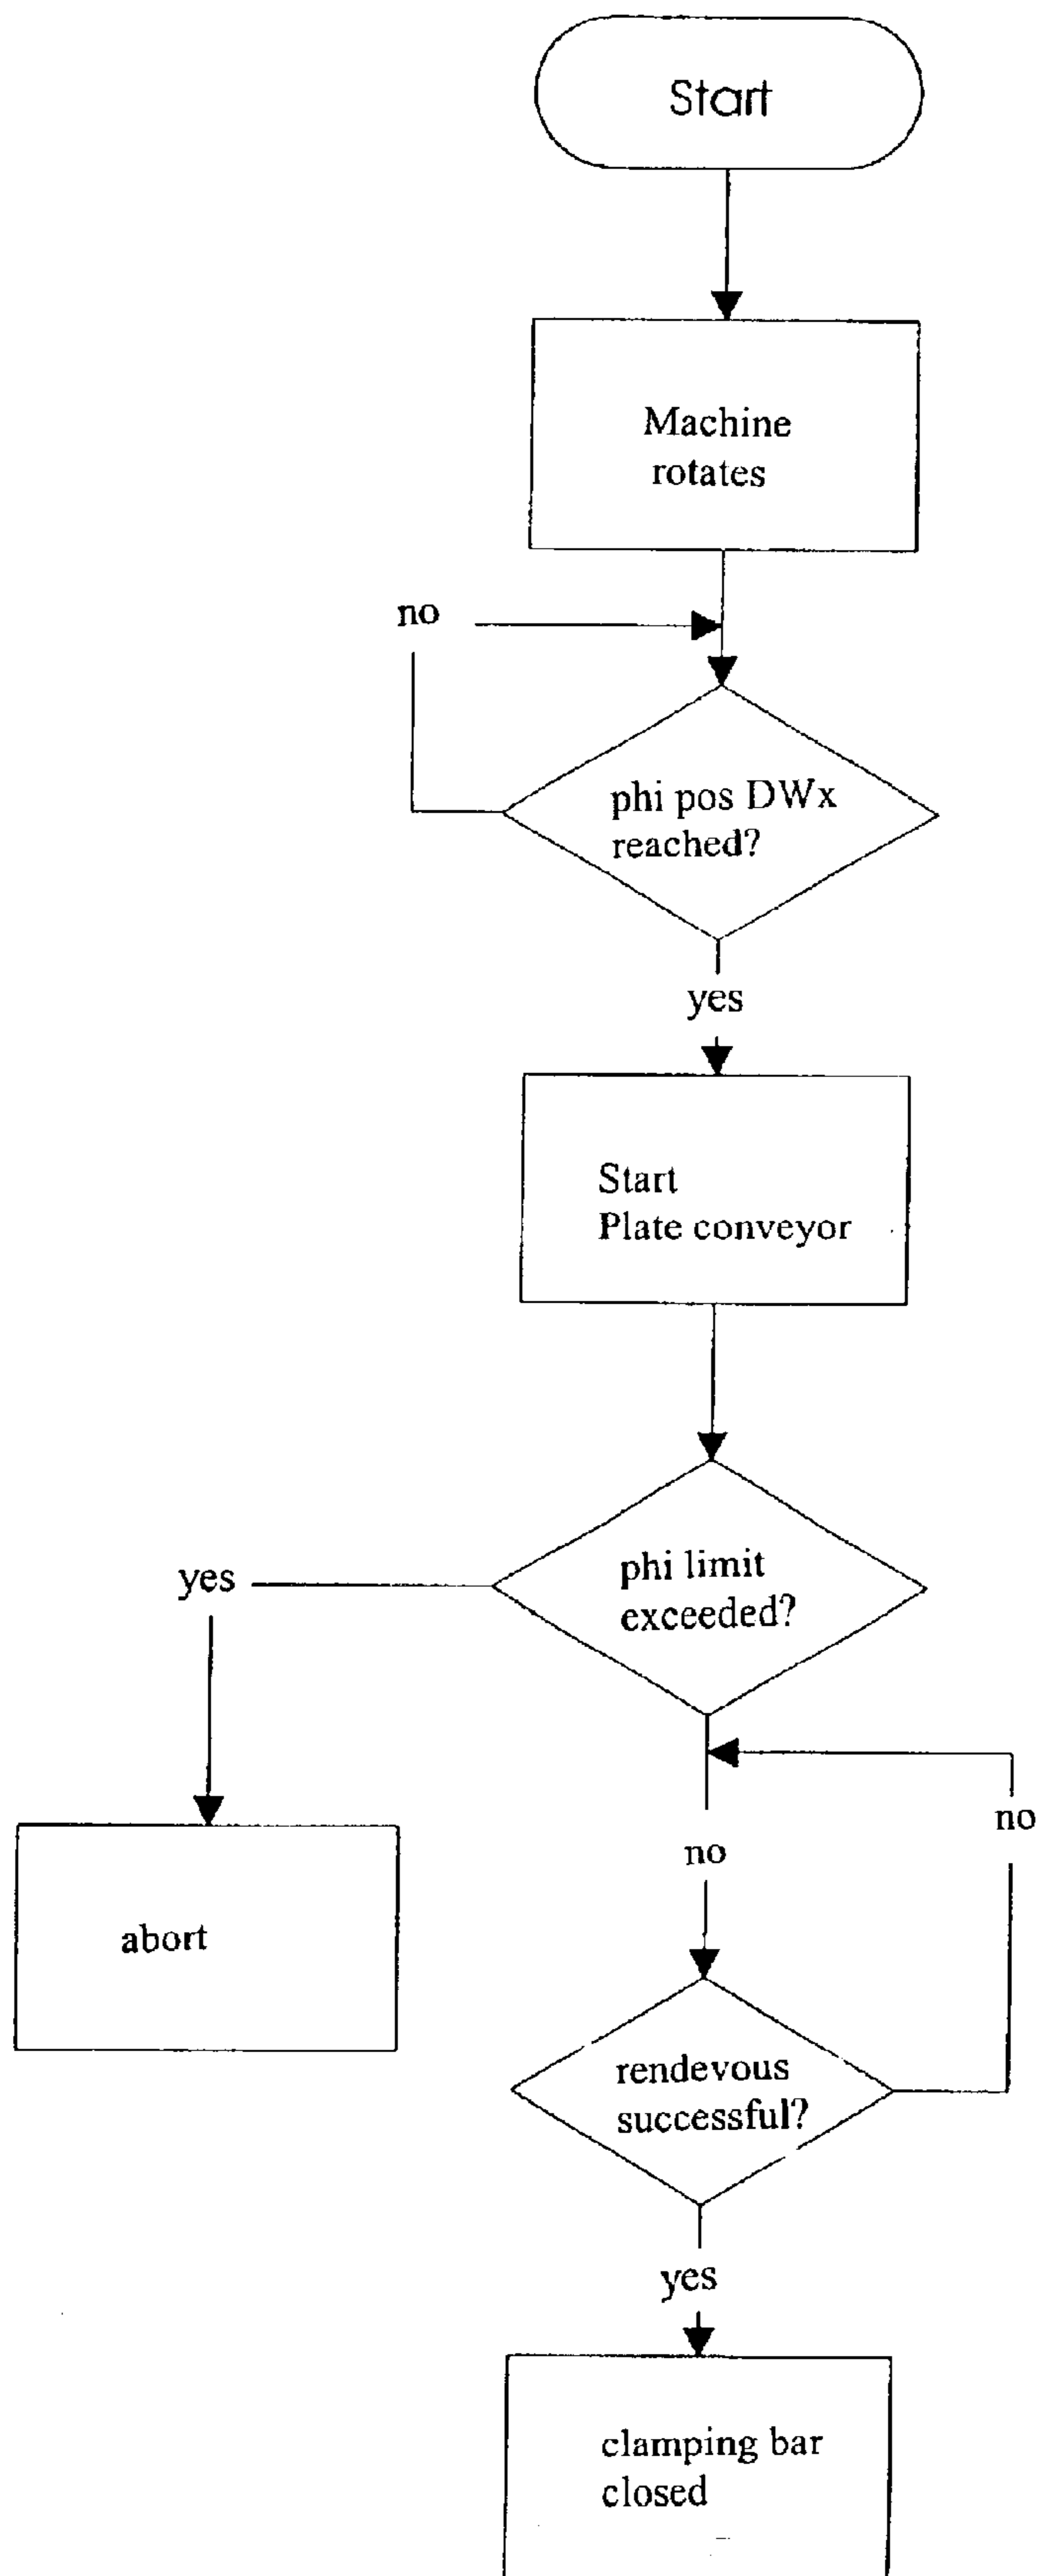 Start
Machine
rotates
no
phi pos DWx
reached?
yes
Start
Plate conveyor
phi limit
exceeded?
yes
no
no
abort
rendevous
successful?
yes
clamping bar
closed